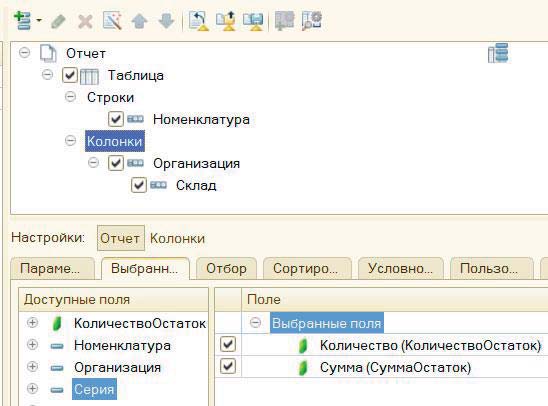 Отчет
Таблица
Строки
Номенклатура
Колонки
Организация
Склад
Настройки: Отчет Колонки
Параме... Выбранн... Отбор Сортиро... Условно... Пользо...
Доступные поля
Поле
КоличествоОстаток
Выбранные поля
Номенклатура
Количество (КоличествоОстаток)
Организация
Сумма (СуммаОстаток)
Серия